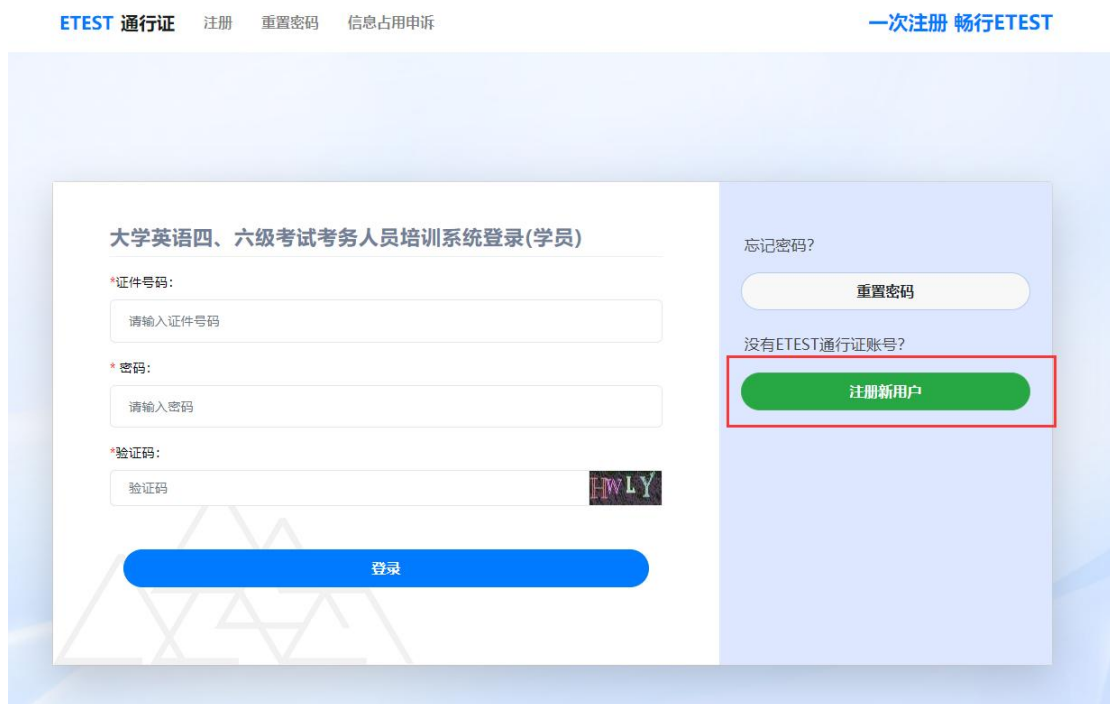 ETEST 通行证 注册 重置密码 信息占用申诉 一次注册 畅行ETEST
大学英语四、六级考试考务人员培训系统登录(学员)
*证件号码:
请输入证件号码
* 密码:
请输入密码
*验证码:
验证码 HWLY
登录
忘记密码?
重置密码
没有ETEST通行证账号?
注册新用户